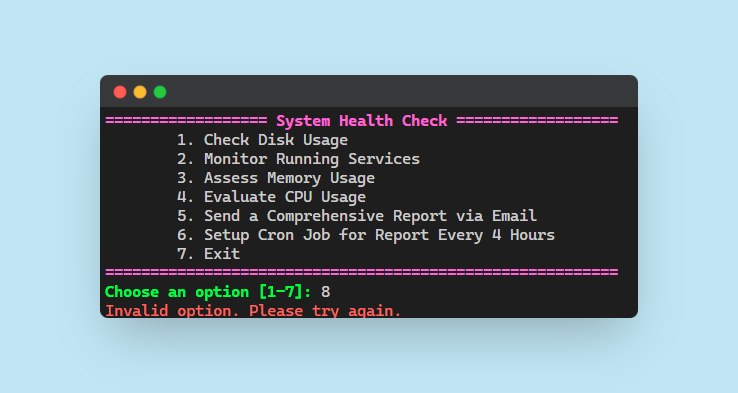 ================== System Health Check ==================
1. Check Disk Usage
2. Monitor Running Services
3. Assess Memory Usage
4. Evaluate CPU Usage
5. Send a Comprehensive Report via Email
6. Setup Cron Job for Report Every 4 Hours
7. Exit
=========================================================
Choose an option [1-7]: 8
Invalid option. Please try again.